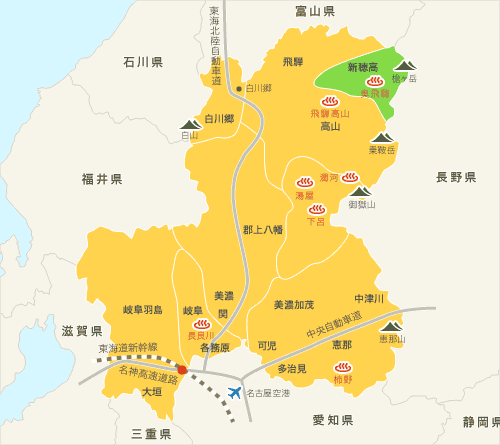 富山県
東海北陸自動車道
石川県
飛騨
新穂高
槍ヶ岳
奥飛騨
白川郷
飛騨高山
白川郷
高山
白山
乗鞍岳
福井県
濁河
長野県
湯屋
御嶽山
下呂
郡上八幡
美濃
中津川
岐阜羽島
岐阜
関
美濃加茂
長良川
中央自動車道
滋賀県
恵那山
東海道新幹線
各務原
可児
恵那
名神高速道路
多治見
柿野
大垣
名古屋空港
愛知県
静岡県
三重県